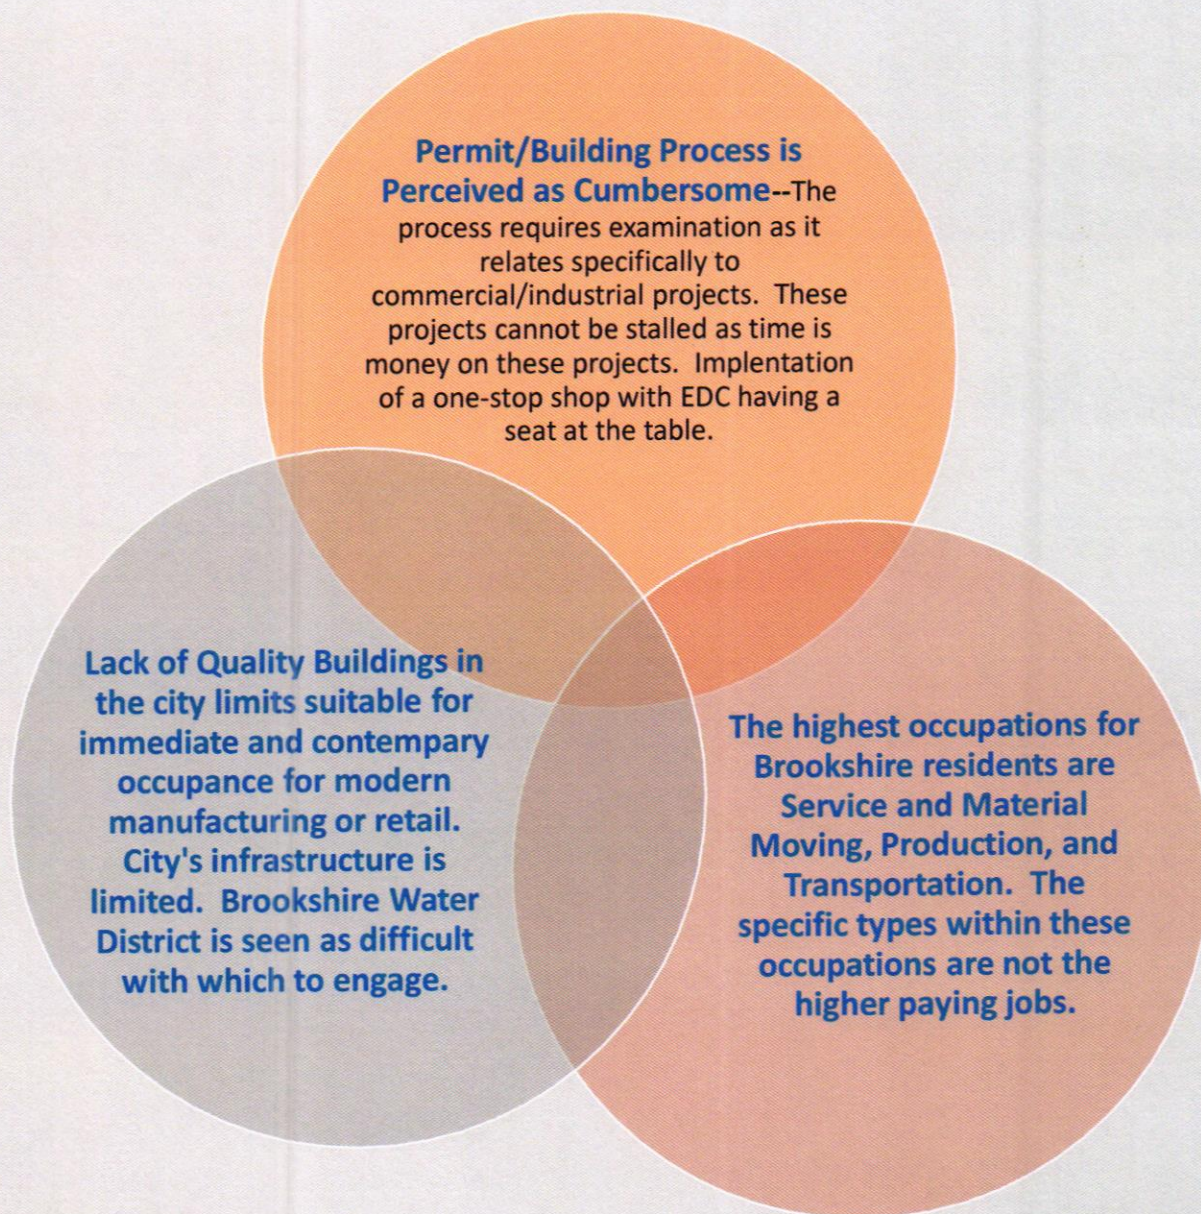 Permit/Building Process is
Perceived as Cumbersome--The
process requires examination as it
relates specifically to
commercial/industrial projects.  These
projects cannot be stalled as time is
money on these projects.  Implentation
of a one-stop shop with EDC having a
seat at the table.
Lack of Quality Buildings in
the city limits suitable for
immediate and contempary
occupance for modern
manufacturing or retail.
City's infrastructure is
limited.  Brookshire Water
District is seen as difficult
with which to engage.
The highest occupations for
Brookshire residents are
Service and Material
Moving, Production, and
Transportation.  The
specific types within these
occupations are not the
higher paying jobs.